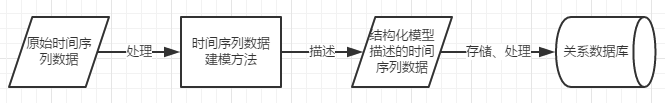 原始时间序
列数据
处理
时间序列数据
建模方法
描述
结构化模型
描述的时间
序列数据
存储、处理
关系数据库